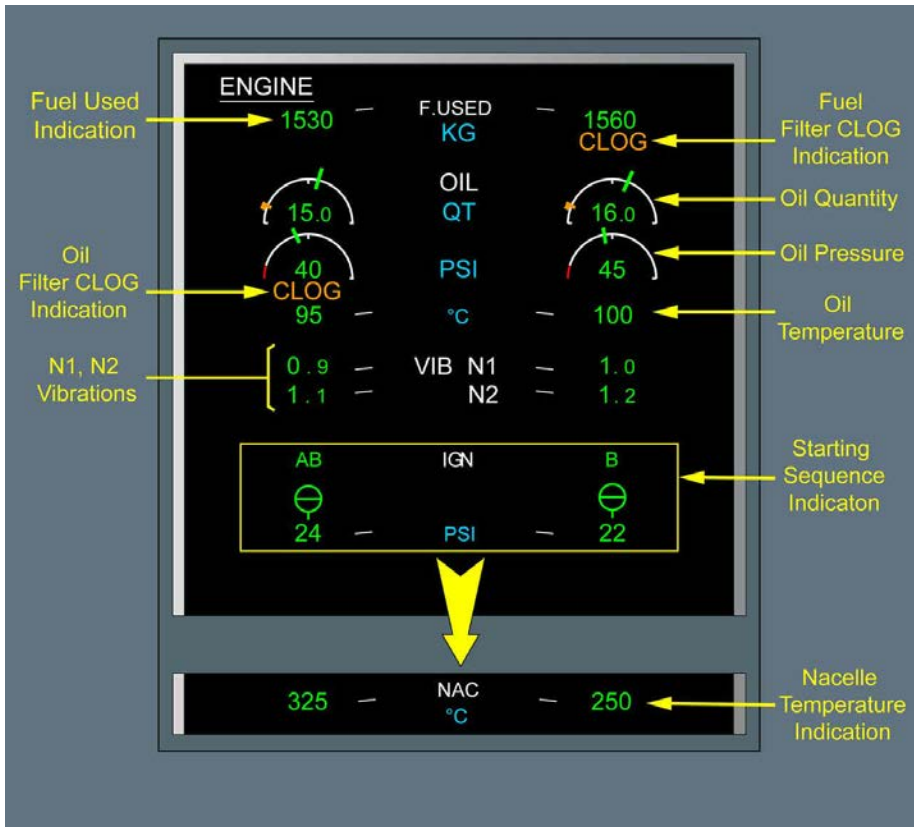 ENGINE
Fuel Used
Indication
1530
F.USED
KG
1560
CLOG
Fuel
Filter CLOG
Indication
OIL
15.0
QT
16.0
Oil Quantity
Oil
Filter CLOG
Indication
40
CLOG
PSI
45
Oil Pressure
95
°C
100
Oil
Temperature
N1, N2
Vibrations
0.9
VIB N1
1.0
1.1
N2
1.2
AB
IGN
B
Starting
Sequence
Indicaton
24
PSI
22
325
NAC
°C
250
Nacelle
Temperature
Indication